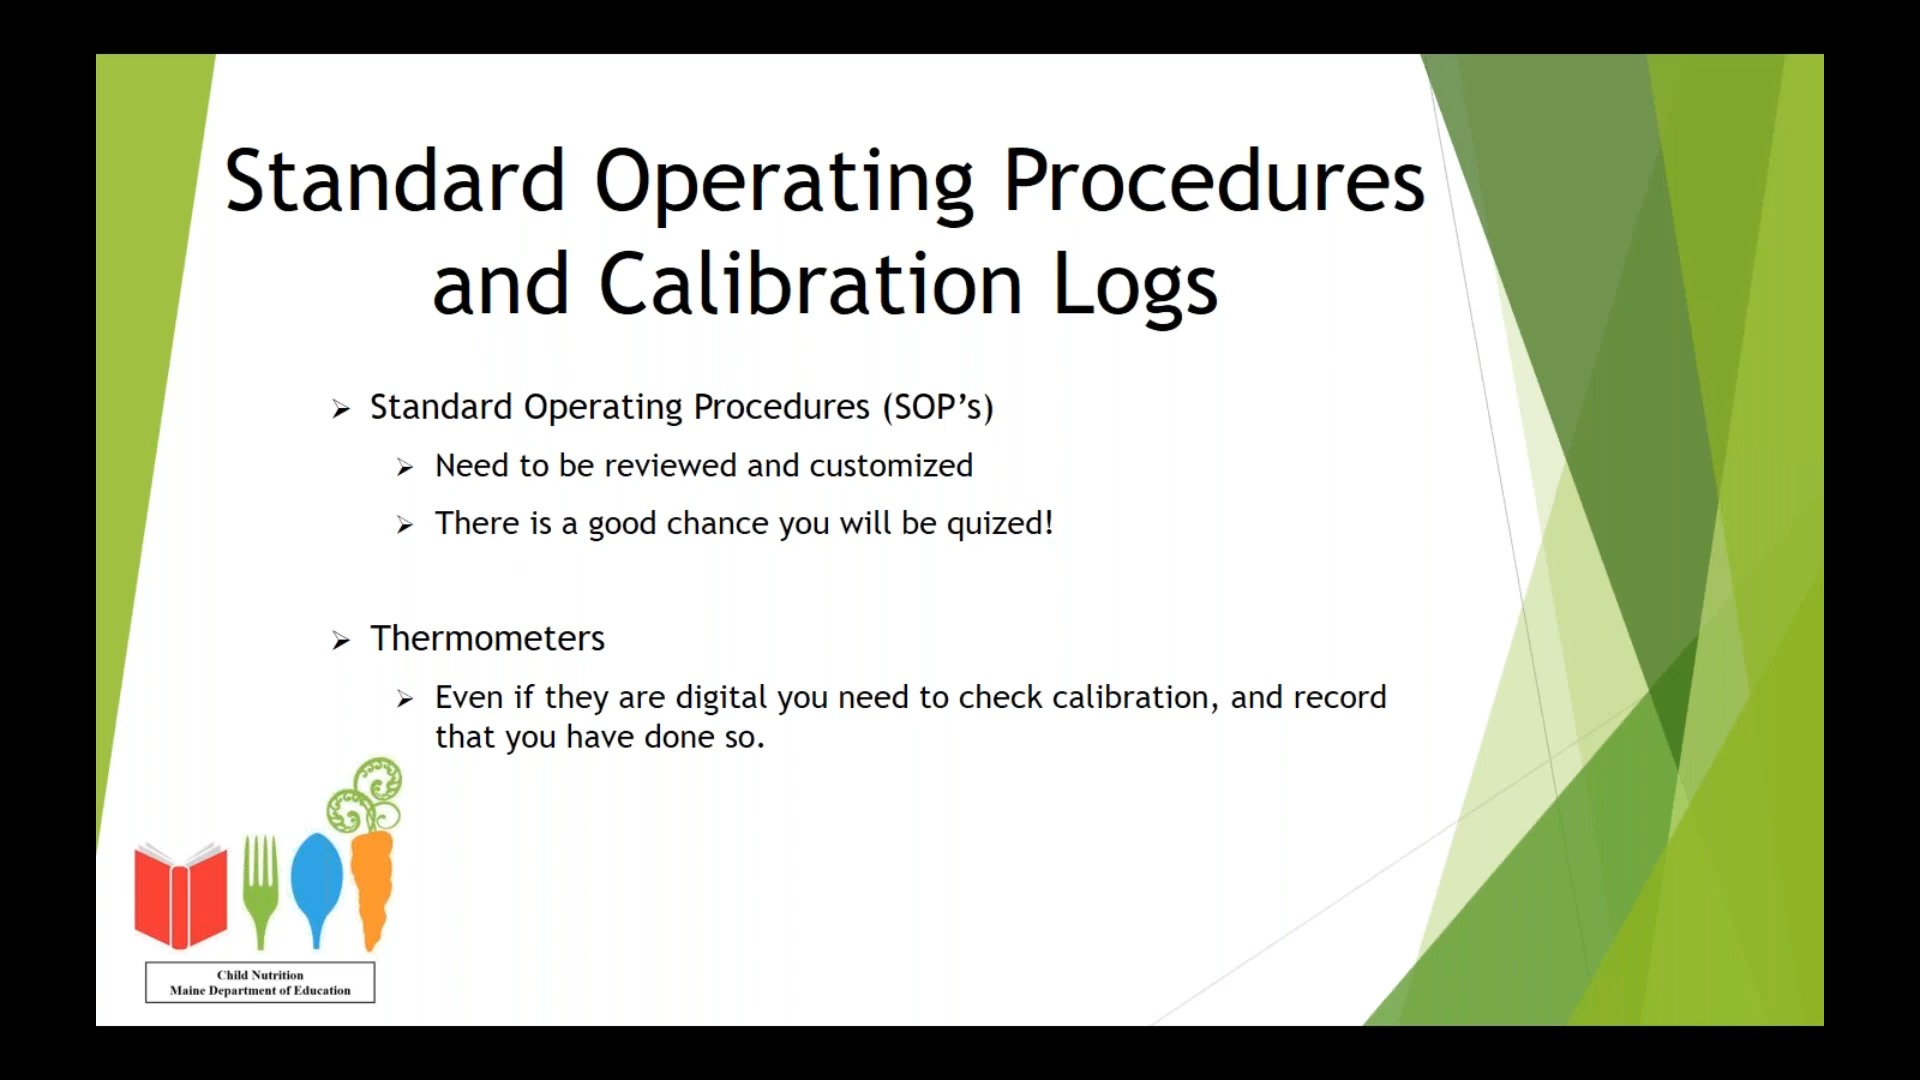 Standard Operating Procedures
and Calibration Logs
➢ Standard Operating Procedures (SOP’s)
➢ Need to be reviewed and customized
➢ There is a good chance you will be quized!
➢ Thermometers
➢ Even if they are digital you need to check calibration, and record
that you have done so.
Child Nutrition
Maine Department of Education